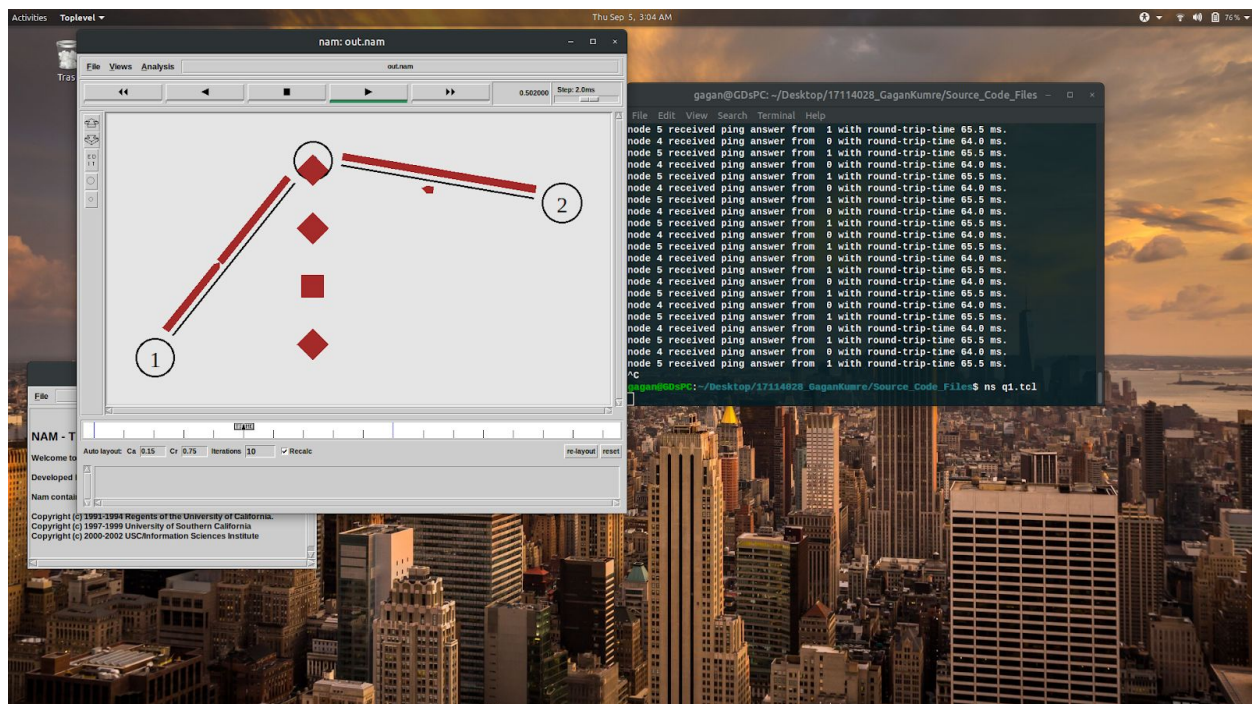 Activities Toplevel Thu Sep 5, 3:04 AM 76 %
Tras
nam: out.nam
File Views Analysis out.nam
0.502000 Step: 2.0ms
ED
IT
1
2
Auto layout: Ca 0.15 Cr 0.75 Iterations 10 Recalc re-layout reset
File
NAM - T
Welcome to
Developed
Nam contai
Copyright (c) 1991-1994 Regents of the University of California.
Copyright (c) 1997-1999 University of Southern California
Copyright (c) 2000-2002 USC/Information Sciences Institute
gagan@GDsPC: ~/Desktop/17114028_GaganKumre/Source_Code_Files
File Edit View Search Terminal Help
node 5 received ping answer from 1 with round-trip-time 65.5 ms.
node 4 received ping answer from 0 with round-trip-time 64.0 ms.
node 5 received ping answer from 1 with round-trip-time 65.5 ms.
node 4 received ping answer from 0 with round-trip-time 64.0 ms.
node 5 received ping answer from 1 with round-trip-time 65.5 ms.
node 4 received ping answer from 0 with round-trip-time 64.0 ms.
node 5 received ping answer from 1 with round-trip-time 65.5 ms.
node 4 received ping answer from 0 with round-trip-time 64.0 ms.
node 5 received ping answer from 1 with round-trip-time 65.5 ms.
node 4 received ping answer from 0 with round-trip-time 64.0 ms.
node 5 received ping answer from 1 with round-trip-time 65.5 ms.
node 4 received ping answer from 0 with round-trip-time 64.0 ms.
node 5 received ping answer from 1 with round-trip-time 65.5 ms.
node 4 received ping answer from 0 with round-trip-time 64.0 ms.
node 5 received ping answer from 1 with round-trip-time 65.5 ms.
node 4 received ping answer from 0 with round-trip-time 64.0 ms.
node 5 received ping answer from 1 with round-trip-time 65.5 ms.
node 4 received ping answer from 0 with round-trip-time 64.0 ms.
node 5 received ping answer from 1 with round-trip-time 65.5 ms.
node 4 received ping answer from 0 with round-trip-time 64.0 ms.
node 5 received ping answer from 1 with round-trip-time 65.5 ms.
^C
gagan@GDsPC:~/Desktop/17114028_GaganKumre/Source_Code_Files$ ns q1.tcl